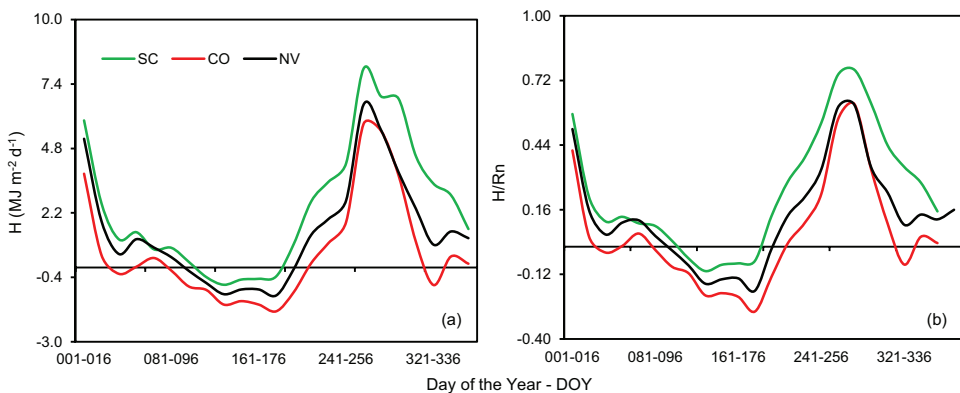 10.0
7.4
4.8
2.2
-0.4
-3.0
H (MJ m⁻² d⁻¹)
SC CO NV
(a)
001-016 081-096 161-176 241-256 321-336
1.00
0.72
0.44
0.16
-0.12
-0.40
H/Rn
(b)
001-016 081-096 161-176 241-256 321-336
Day of the Year - DOY